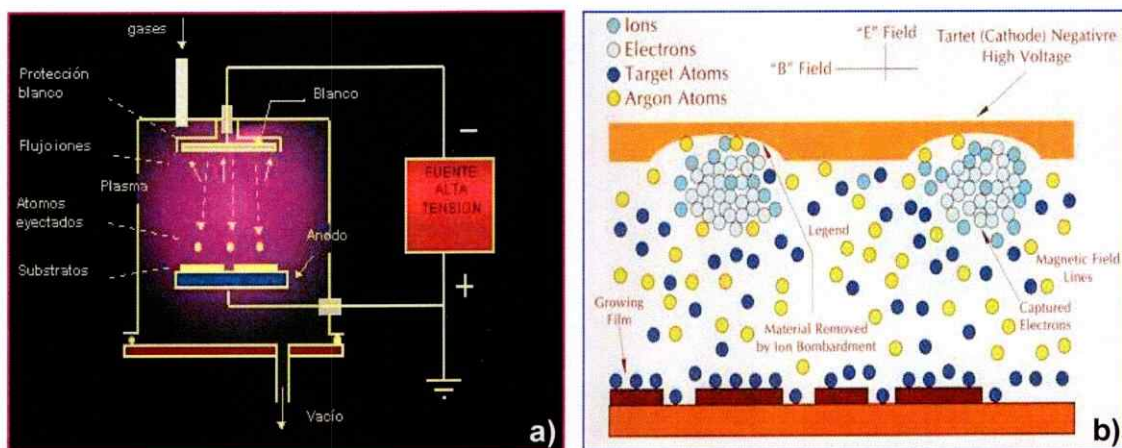 gases
Protección
blanco
Blanco
Flujo iones
Plasma
Atomos
eyectados
Anodo
Substratos
FUENTE
ALTA
TENSION
−
+
Vacío
a)
Ions
Electrons
Target Atoms
Argon Atoms
"E" Field
"B" Field
Tartet (Cathode) Negativre
High Voltage
Legend
Magnetic Field
Lines
Growing
Film
Captured
Electrons
Material Removed
by Ion Bombardment
b)